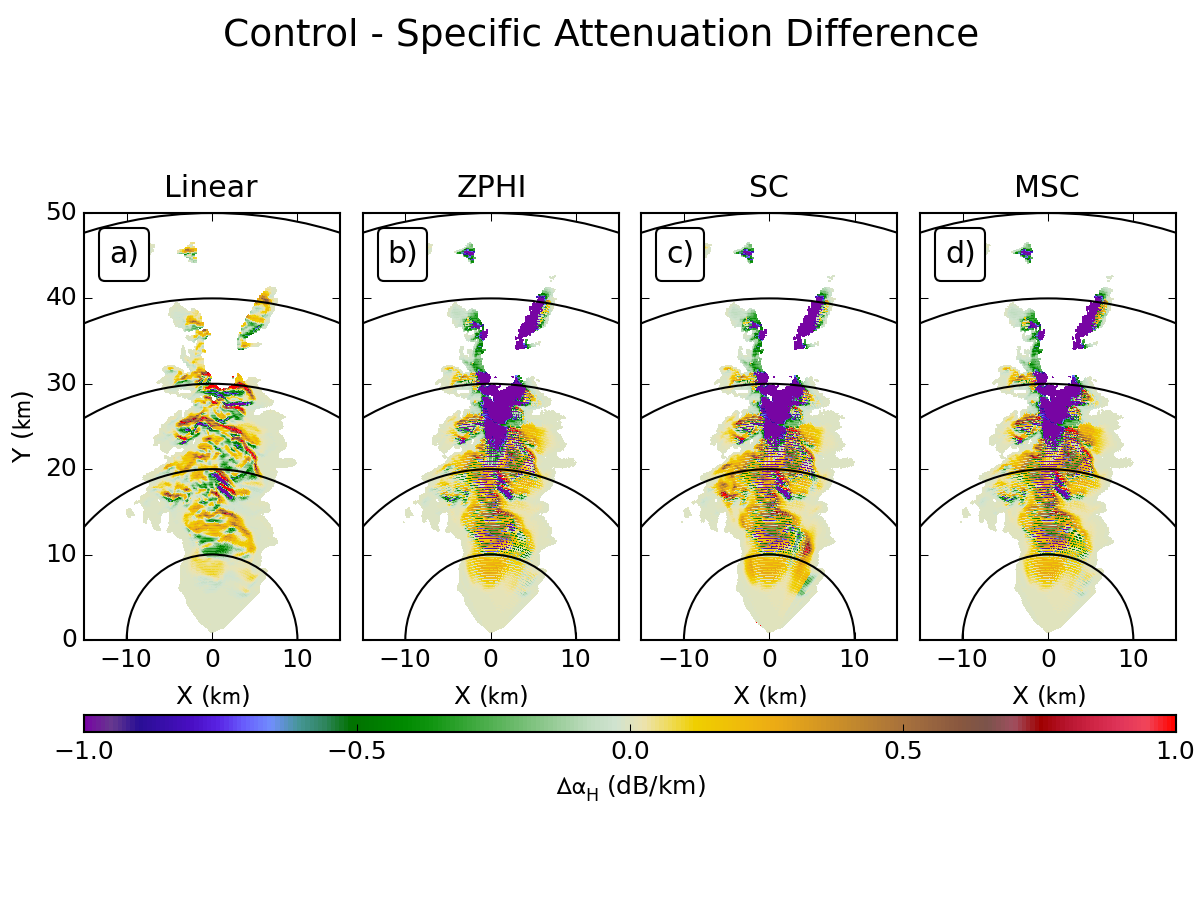 Control - Specific Attenuation Difference
Linear ZPHI SC MSC
a) b) c) d)
50
40
30
20
10
0
Y (km)
−10 0 10 −10 0 10 −10 0 10 −10 0 10
X (km) X (km) X (km) X (km)
−1.0 −0.5 0.0 0.5 1.0
ΔαH (dB/km)